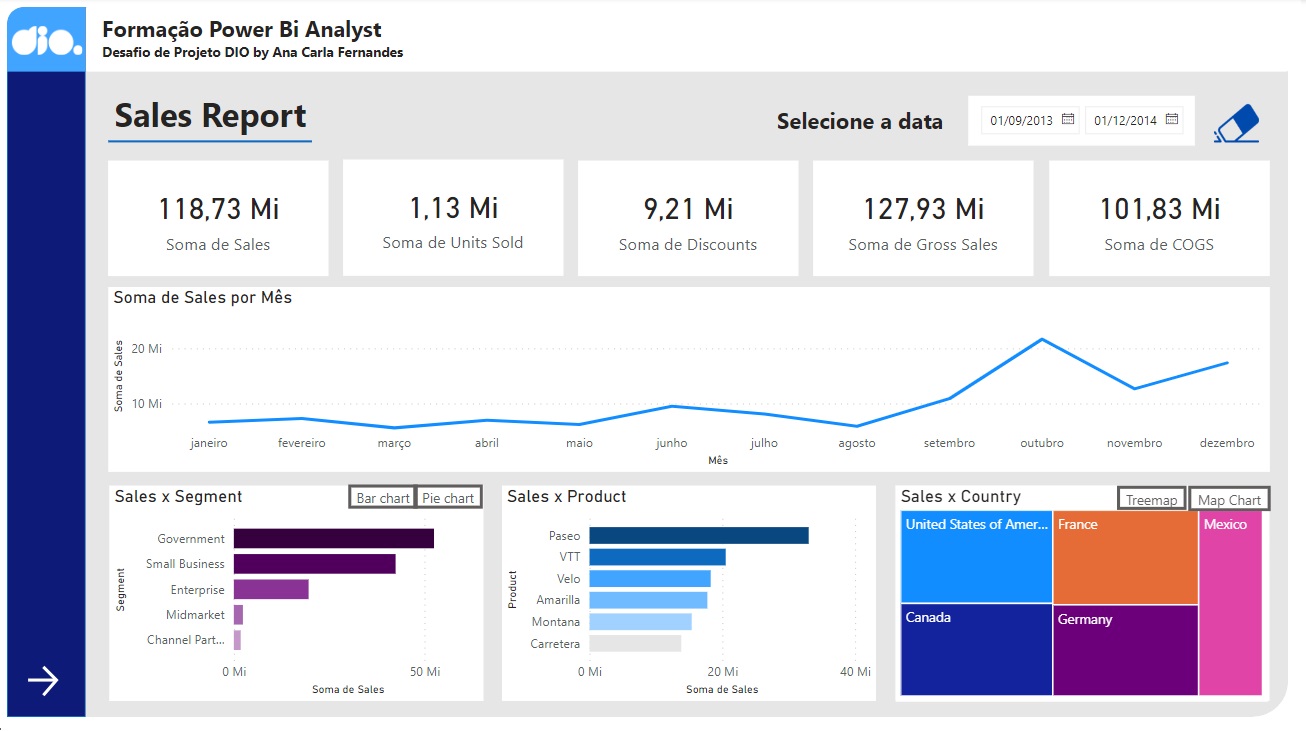 dio.
Formação Power Bi Analyst
Desafio de Projeto DIO by Ana Carla Fernandes
Sales Report
Selecione a data
01/09/2013
01/12/2014
118,73 Mi
Soma de Sales
1,13 Mi
Soma de Units Sold
9,21 Mi
Soma de Discounts
127,93 Mi
Soma de Gross Sales
101,83 Mi
Soma de COGS
Soma de Sales por Mês
Soma de Sales
20 Mi
10 Mi
janeiro fevereiro março abril maio junho julho agosto setembro outubro novembro dezembro
Mês
Sales x Segment
Bar chart
Pie chart
Segment
Government
Small Business
Enterprise
Midmarket
Channel Part...
0 Mi 50 Mi
Soma de Sales
Sales x Product
Product
Paseo
VTT
Velo
Amarilla
Montana
Carretera
0 Mi 20 Mi 40 Mi
Soma de Sales
Sales x Country
Treemap
Map Chart
United States of Amer...
France
Mexico
Canada
Germany